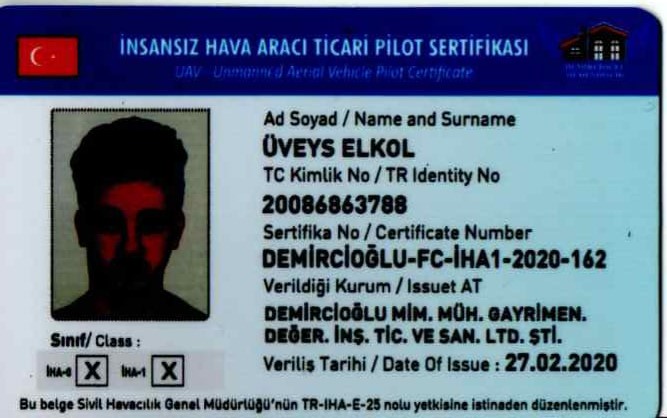 İNSANSIZ HAVA ARACI TİCARİ PİLOT SERTİFİKASI
UAV - Unmann'd Aerial Vehicle Pilot Certificate
Ad Soyad / Name and Surname
ÜVEYS ELKOL
TC Kimlik No / TR Identity No
20086863788
Sertifika No / Certificate Number
DEMİRCİOĞLU-FC-İHA1-2020-162
Verildiği Kurum / Issuet AT
DEMİRCİOĞLU MİM. MÜH. GAYRİMEN.
DEĞER. İNŞ. TİC. VE SAN. LTD. ŞTİ.
Veriliş Tarihi / Date Of Issue : 27.02.2020
Sınıf/ Class :
İHA-0 X İHA-1 X
Bu belge Sivil Havacılık Genel Müdürlüğü'nün TR-IHA-E-25 nolu yetkisine istinaden düzenlenmiştir.